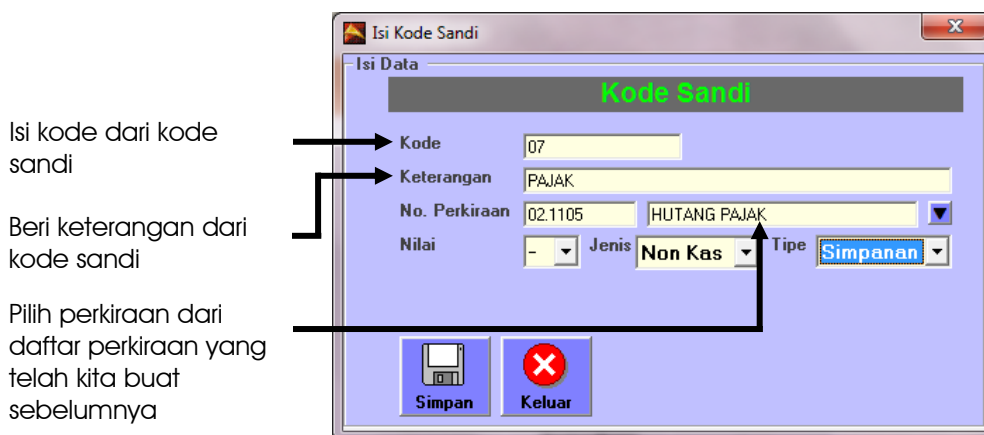 Isi Kode Sandi
x
Isi Data
Kode Sandi
Isi kode dari kode
sandi
Kode 07
Keterangan PAJAK
Beri keterangan dari
kode sandi
No. Perkiraan 02.1105 HUTANG PAJAK
Nilai - Jenis Non Kas Tipe Simpanan
Pilih perkiraan dari
daftar perkiraan yang
telah kita buat
sebelumnya
Simpan Keluar